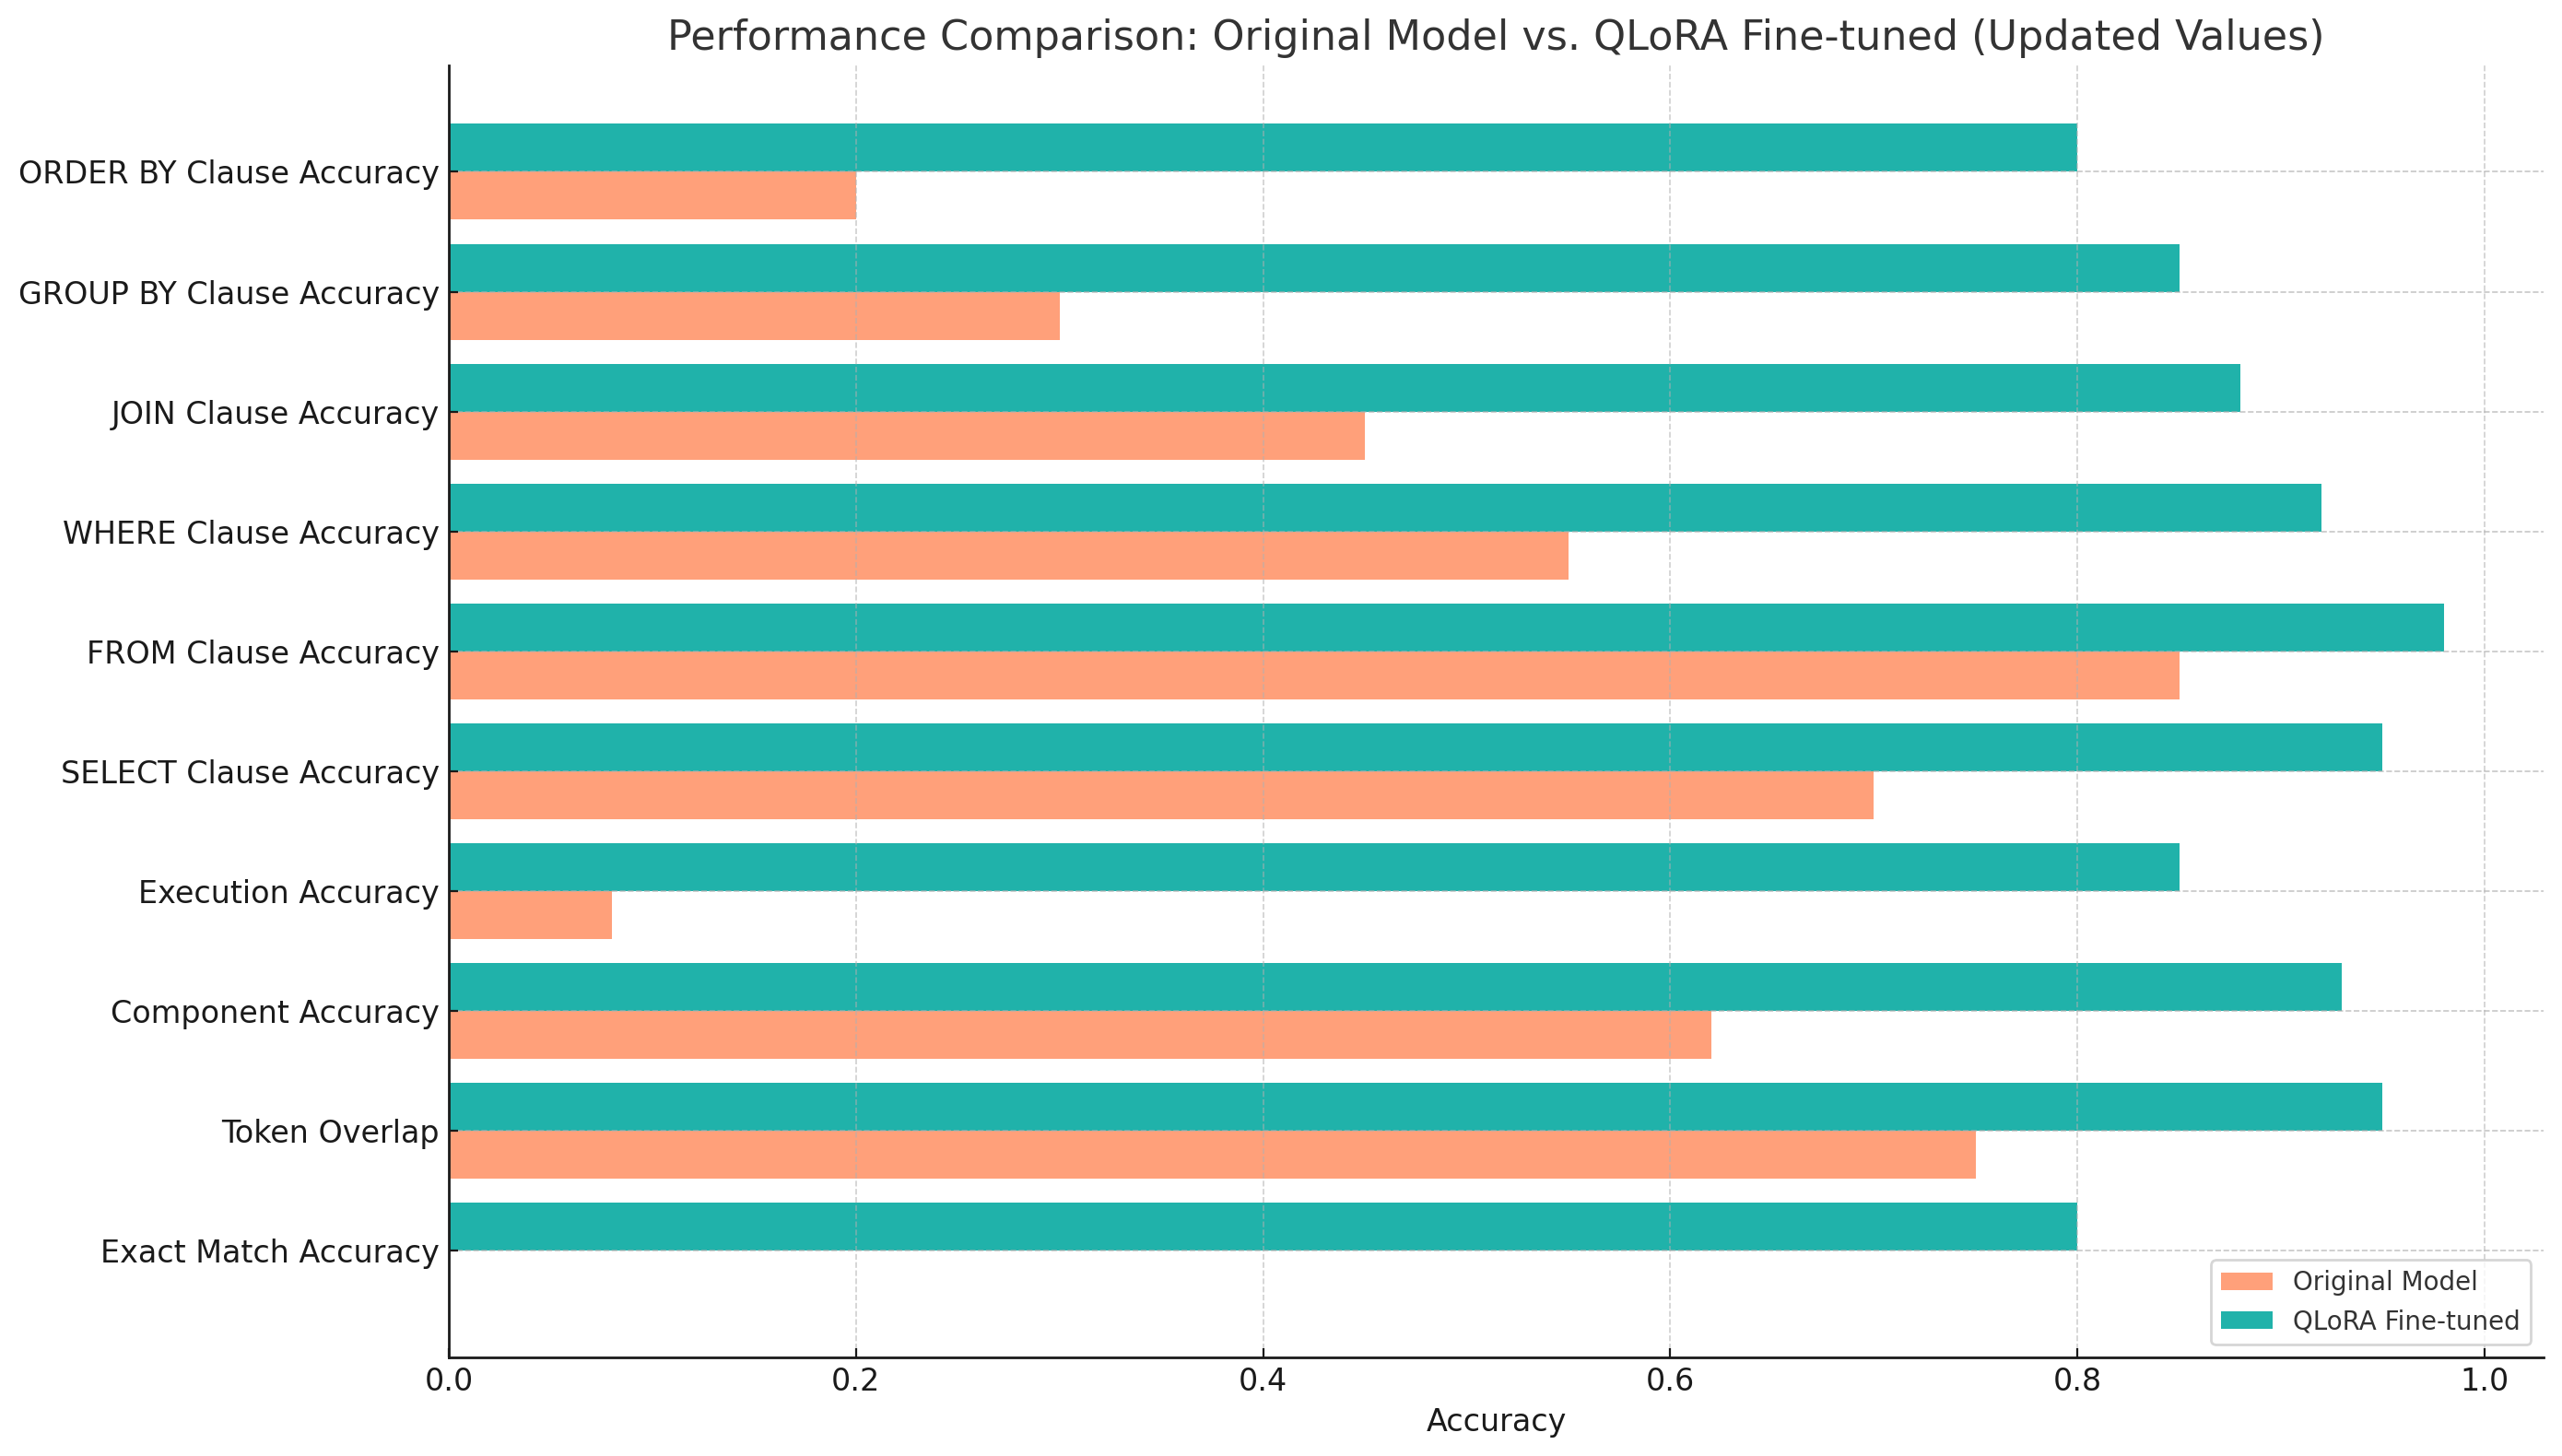 Performance Comparison: Original Model vs. QLoRA Fine-tuned (Updated Values)
ORDER BY Clause Accuracy
GROUP BY Clause Accuracy
JOIN Clause Accuracy
WHERE Clause Accuracy
FROM Clause Accuracy
SELECT Clause Accuracy
Execution Accuracy
Component Accuracy
Token Overlap
Exact Match Accuracy
Original Model
QLoRA Fine-tuned
0.0 0.2 0.4 0.6 0.8 1.0
Accuracy